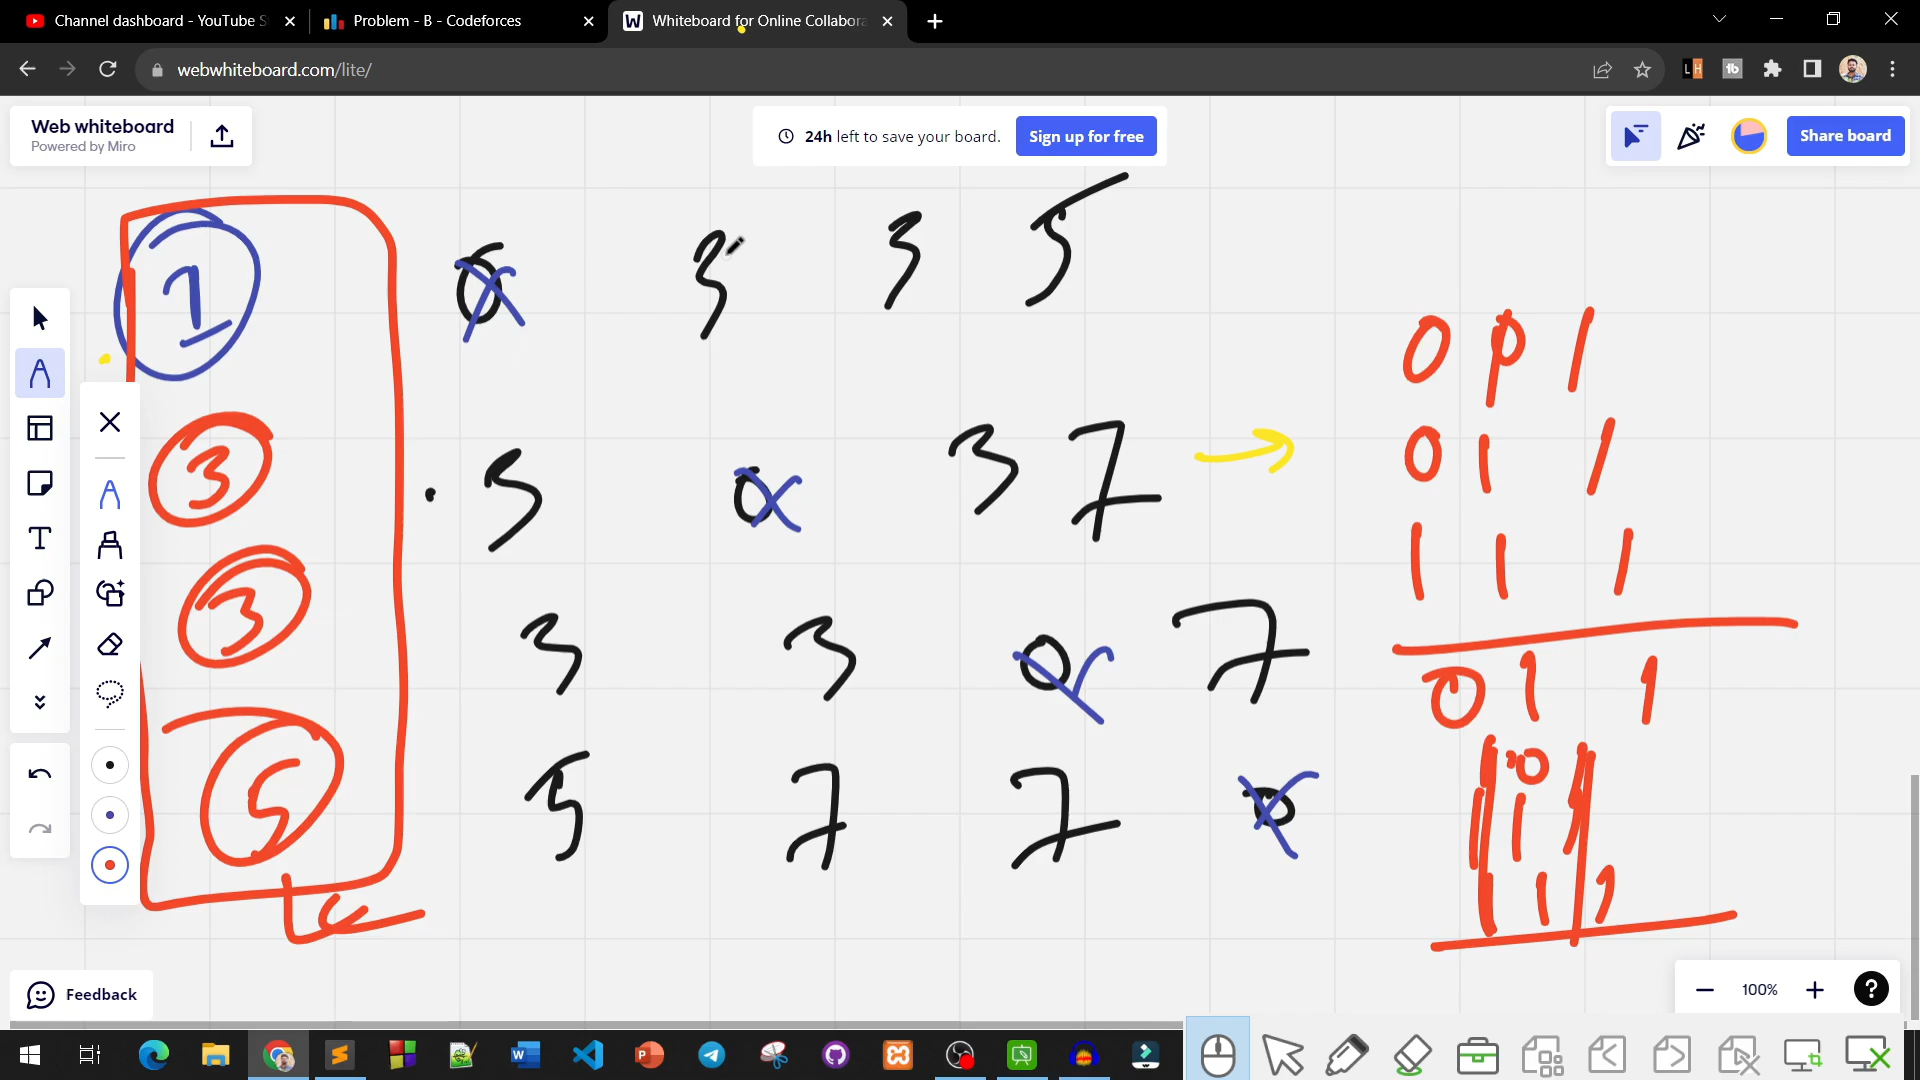 Channel dashboard - YouTube S
Problem - B - Codeforces
Whiteboard for Online Collabora
webwhiteboard.com/lite/
Web whiteboard
Powered by Miro
24h left to save your board.
Sign up for free
Share board
1 0 3 3 5
3 3 0 3 7
3 3 3 0 7
5 5 7 7 0
0 0 1
0 1 1
1 1 1
0 1 1
Feedback
100%